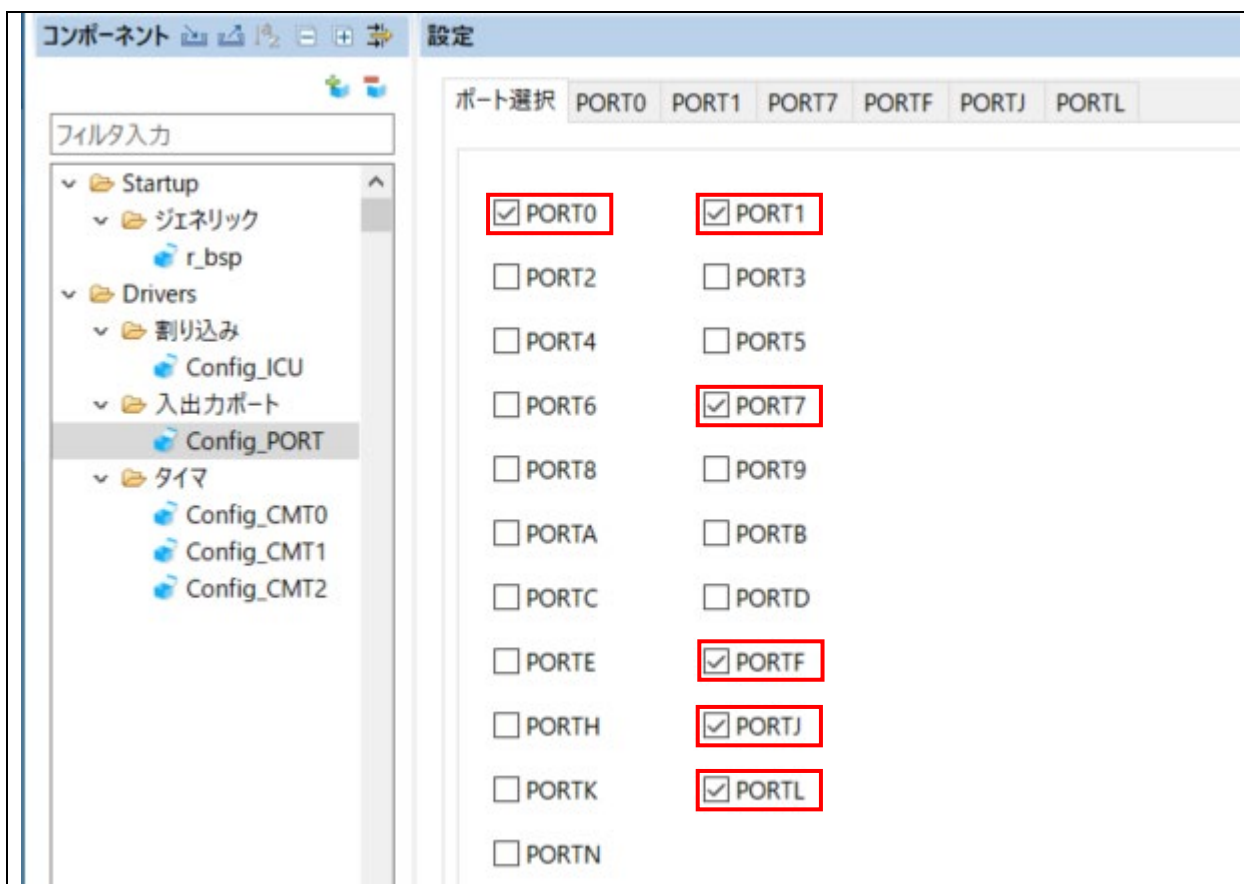 コンポーネント
設定
フィルタ入力
Startup
ジェネリック
r_bsp
Drivers
割り込み
Config_ICU
入出力ポート
Config_PORT
タイマ
Config_CMT0
Config_CMT1
Config_CMT2
ポート選択 PORT0 PORT1 PORT7 PORTF PORTJ PORTL
PORT0 PORT1
PORT2 PORT3
PORT4 PORT5
PORT6 PORT7
PORT8 PORT9
PORTA PORTB
PORTC PORTD
PORTE PORTF
PORTH PORTJ
PORTK PORTL
PORTN